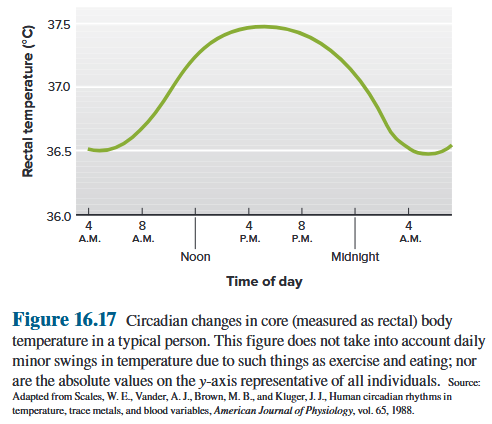 Rectal temperature (°C)
37.5
37.0
36.5
36.0
4 8 4 8 4
A.M. A.M. P.M. P.M. A.M.
Noon Midnight
Time of day
Figure 16.17 Circadian changes in core (measured as rectal) body
temperature in a typical person. This figure does not take into account daily
minor swings in temperature due to such things as exercise and eating; nor
are the absolute values on the y-axis representative of all individuals. Source:
Adapted from Scales, W. E., Vander, A. J., Brown, M. B., and Kluger, J. J., Human circadian rhythms in
temperature, trace metals, and blood variables, American Journal of Physiology, vol. 65, 1988.